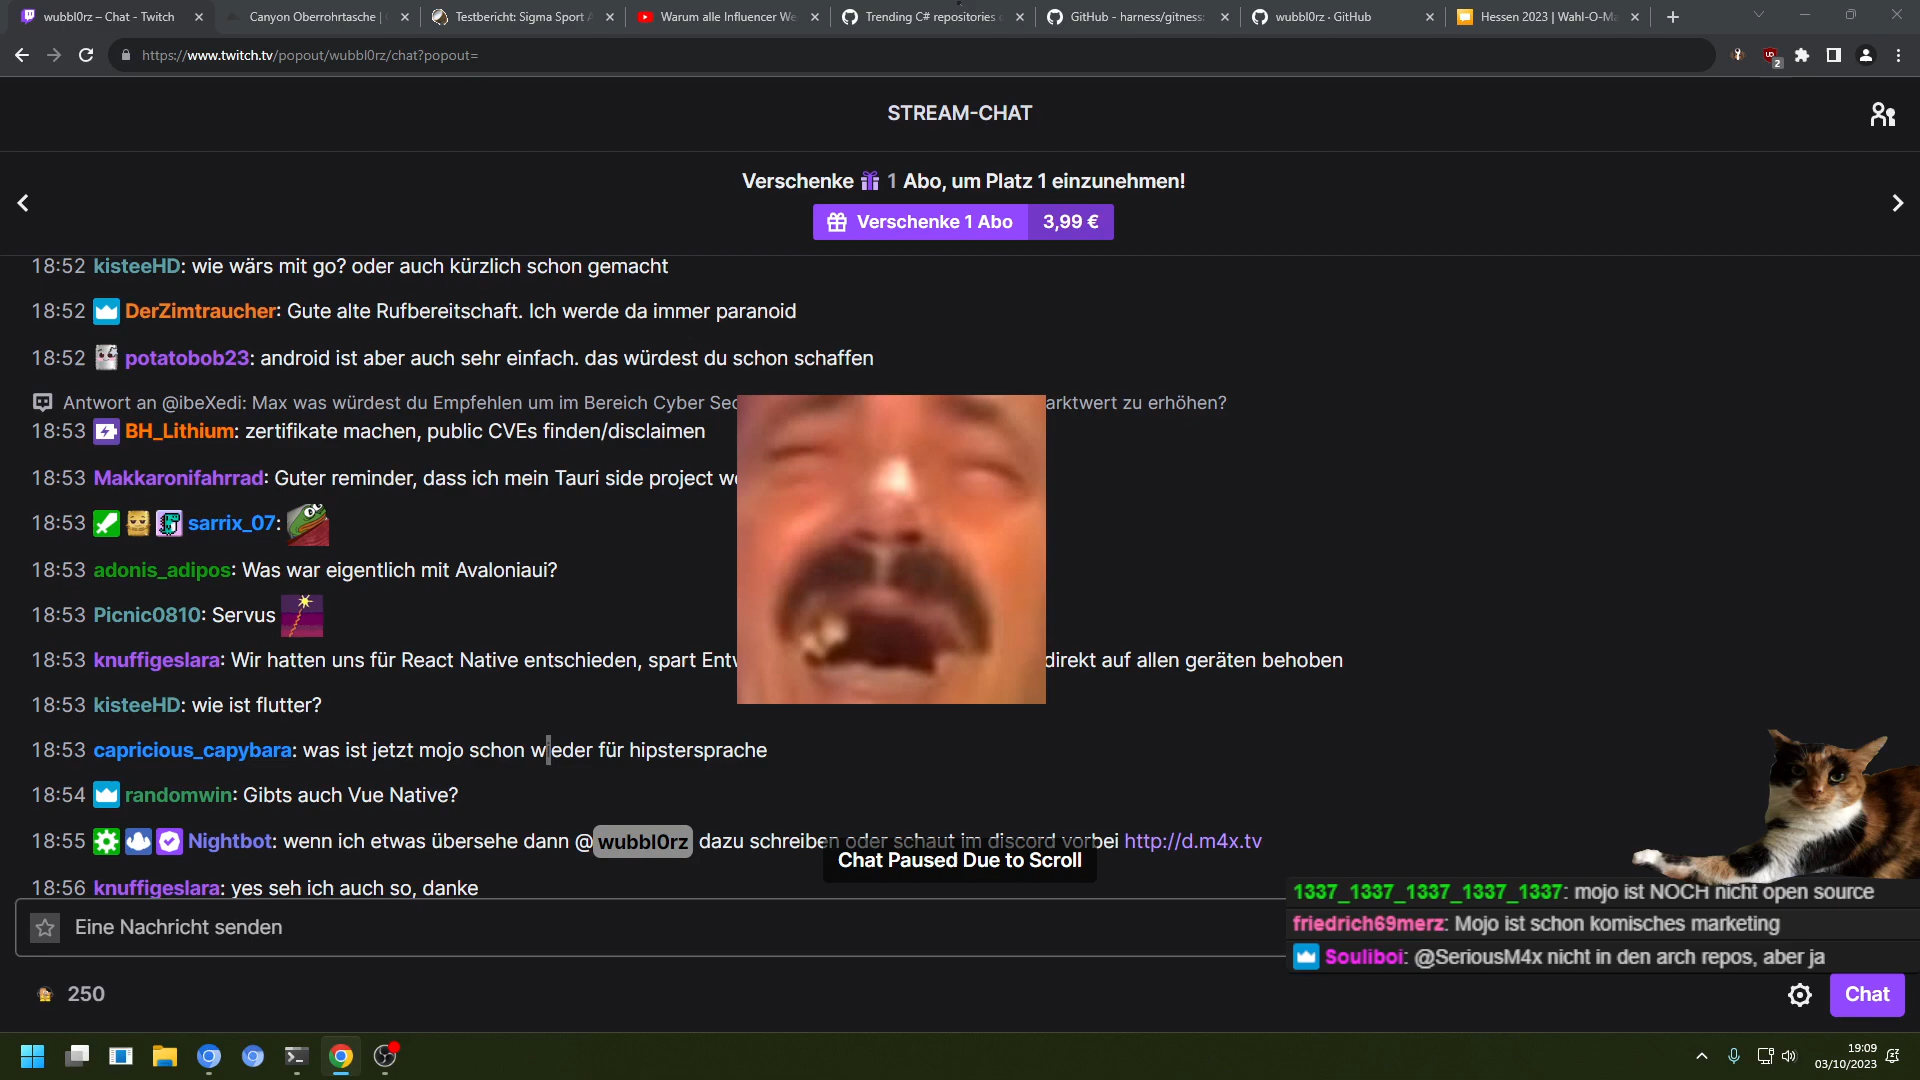 wubbl0rz – Chat - Twitch
Canyon Oberrohrtasche |
Testbericht: Sigma Sport
Warum alle Influencer We
Trending C# repositories
GitHub - harness/gitness:
wubbl0rz · GitHub
Hessen 2023 | Wahl-O-Ma
https://www.twitch.tv/popout/wubbl0rz/chat?popout=
2
STREAM-CHAT
Verschenke 1 Abo, um Platz 1 einzunehmen!
Verschenke 1 Abo 3,99 €
18:52 kisteeHD: wie wärs mit go? oder auch kürzlich schon gemacht
18:52 DerZimtraucher: Gute alte Rufbereitschaft. Ich werde da immer paranoid
18:52 potatobob23: android ist aber auch sehr einfach. das würdest du schon schaffen
Antwort an @ibeXedi: Max was würdest du Empfehlen um im Bereich Cyber Sec arktwert zu erhöhen?
18:53 BH_Lithium: zertifikate machen, public CVEs finden/disclaimen
18:53 Makkaronifahrrad: Guter reminder, dass ich mein Tauri side project we
18:53 sarrix_07:
18:53 adonis_adipos: Was war eigentlich mit Avaloniaui?
18:53 Picnic0810: Servus
18:53 knuffigeslara: Wir hatten uns für React Native entschieden, spart Entw direkt auf allen geräten behoben
18:53 kisteeHD: wie ist flutter?
18:53 capricious_capybara: was ist jetzt mojo schon wieder für hipstersprache
18:54 randomwin: Gibts auch Vue Native?
18:55 Nightbot: wenn ich etwas übersehe dann @wubbl0rz dazu schreiben oder schaut im discord vorbei http://d.m4x.tv
Chat Paused Due to Scroll
18:56 knuffigeslara: yes seh ich auch so, danke
1337_1337_1337_1337_1337: mojo ist NOCH nicht open source
Eine Nachricht senden
friedrich69merz: Mojo ist schon komisches marketing
Souliboi: @SeriousM4x nicht in den arch repos, aber ja
250
Chat
19:09
03/10/2023